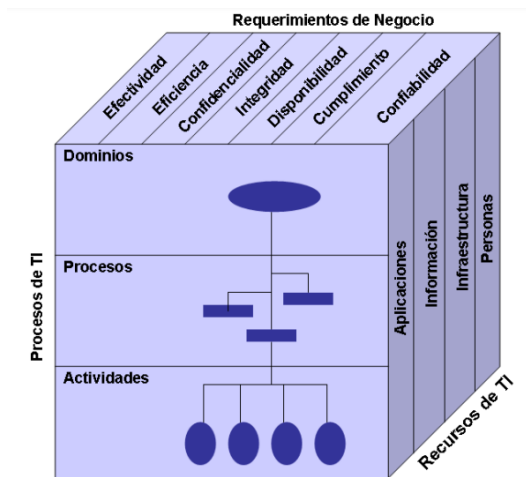 Requerimientos de Negocio
Efectividad
Eficiencia
Confidencialidad
Integridad
Disponibilidad
Cumplimiento
Confiabilidad
Dominios
Procesos
Actividades
Procesos de TI
Aplicaciones
Información
Infraestructura
Personas
Recursos de TI